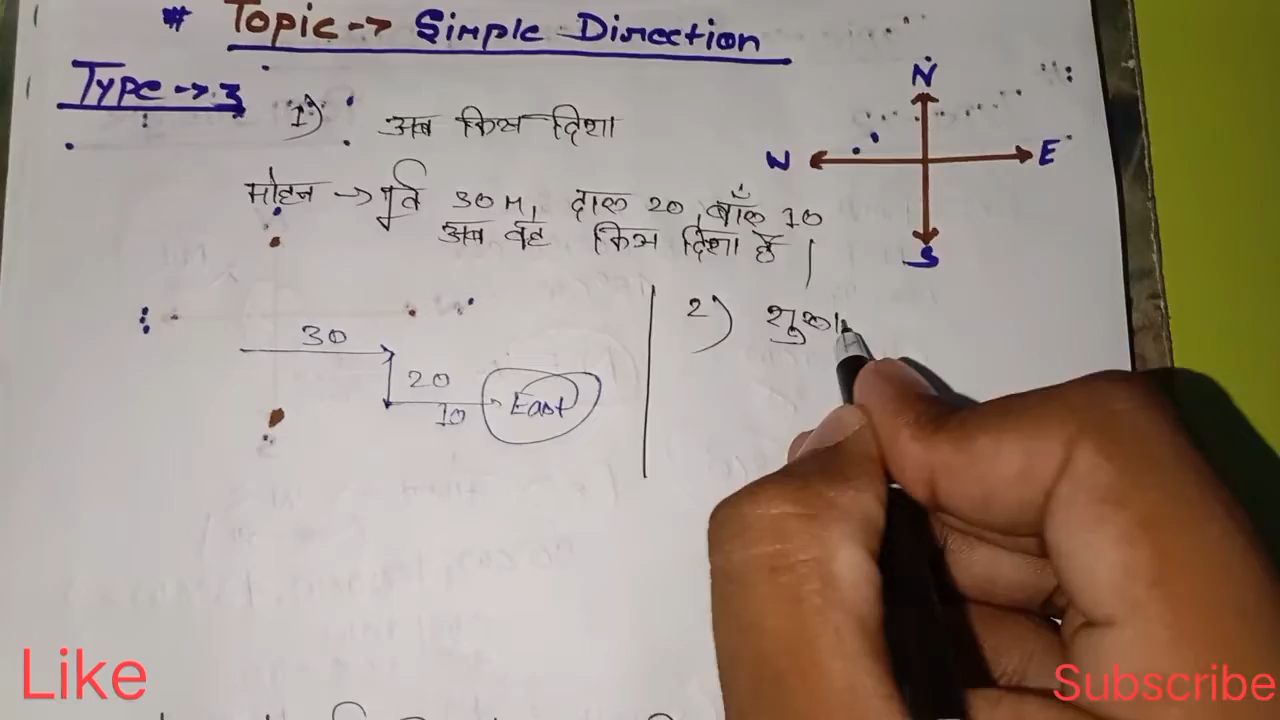 * Topic → Simple Direction
Type → 3
1) अब किस दिशा
N
W E
S
मोहन → पूर्व 30M, दाएं 20, बाँए 10
अब वह किस दिशा है |
30
20
10
East
2)
Like
Subscribe